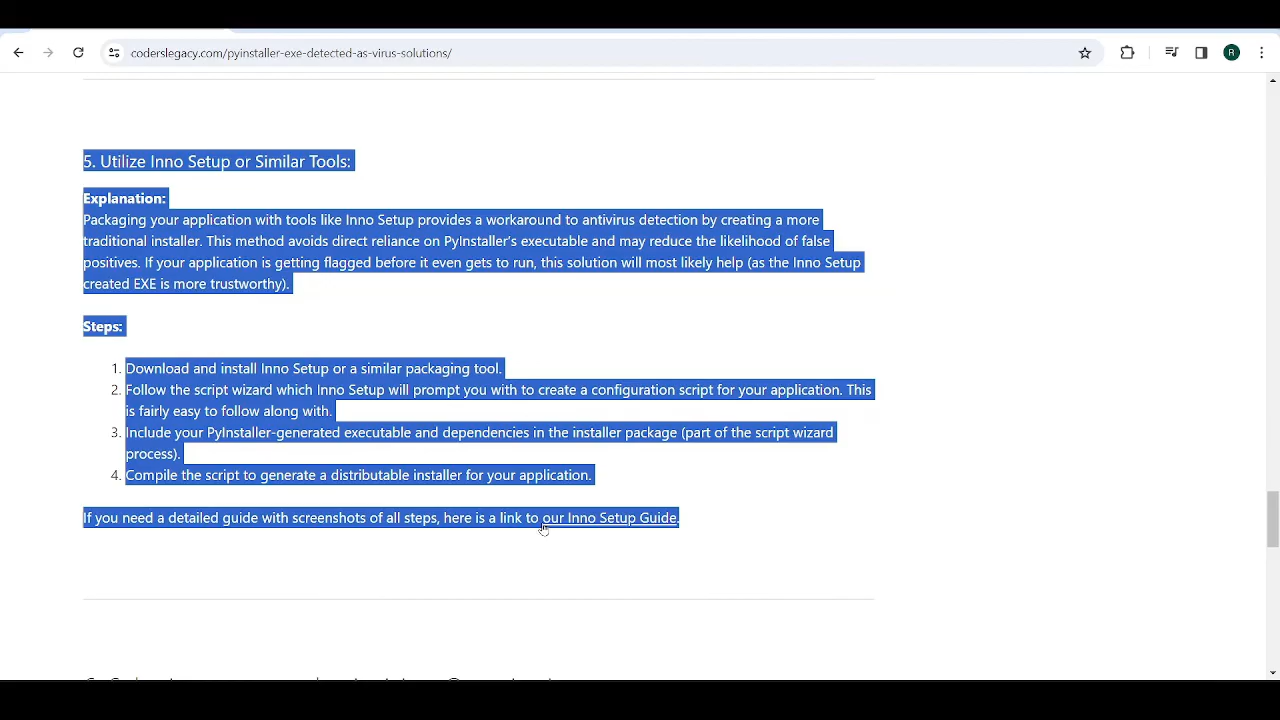 coderslegacy.com/pyinstaller-exe-detected-as-virus-solutions/
R
5. Utilize Inno Setup or Similar Tools:
Explanation:
Packaging your application with tools like Inno Setup provides a workaround to antivirus detection by creating a more
traditional installer. This method avoids direct reliance on PyInstaller's executable and may reduce the likelihood of false
positives. If your application is getting flagged before it even gets to run, this solution will most likely help (as the Inno Setup
created EXE is more trustworthy).
Steps:
1. Download and install Inno Setup or a similar packaging tool.
2. Follow the script wizard which Inno Setup will prompt you with to create a configuration script for your application. This
is fairly easy to follow along with.
3. Include your PyInstaller-generated executable and dependencies in the installer package (part of the script wizard
process).
4. Compile the script to generate a distributable installer for your application.
If you need a detailed guide with screenshots of all steps, here is a link to our Inno Setup Guide.